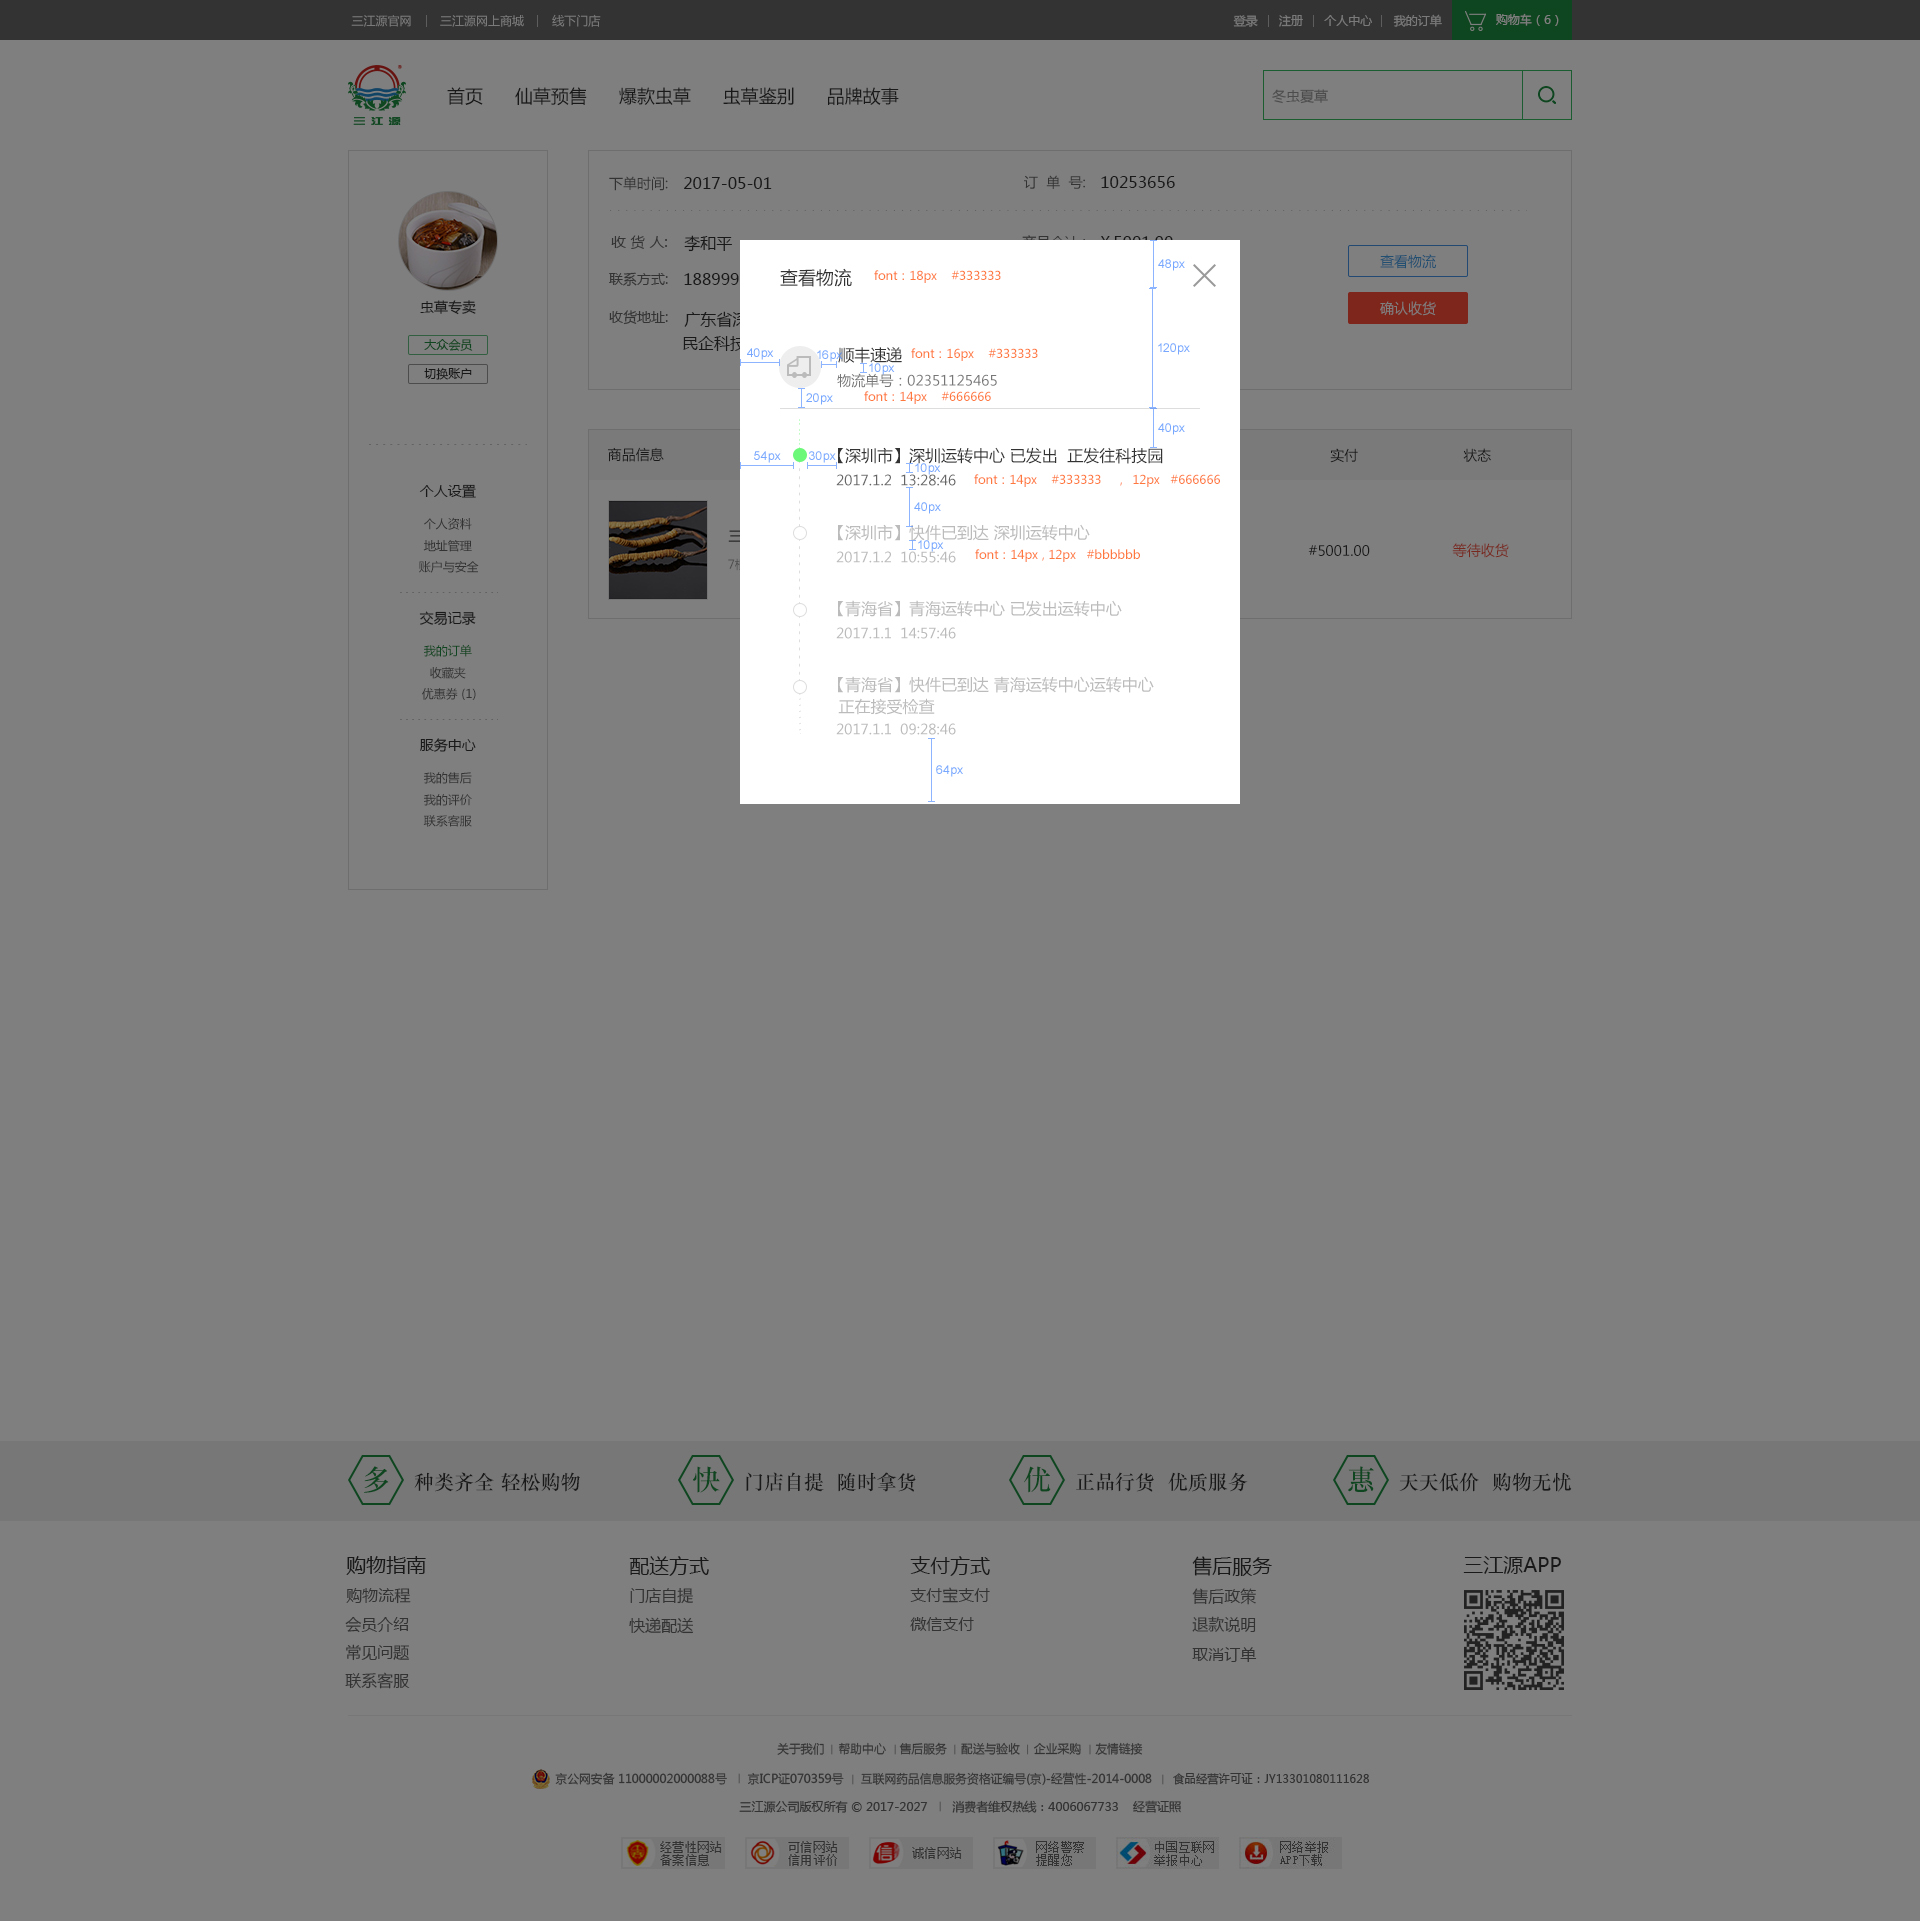 三江源官网 | 三江源网上商城 | 线下门店
登录 | 注册 | 个人中心 | 我的订单
购物车 ( 6 )
三江源
首页 仙草预售 爆款虫草 虫草鉴别 品牌故事
冬虫夏草
虫草专卖
大众会员
切换账户
个人设置
个人资料
地址管理
账户与安全
交易记录
我的订单
收藏夹
优惠券 (1)
服务中心
我的售后
我的评价
联系客服
下单时间: 2017-05-01
订 单 号: 10253656
收 货 人: 李和平
联系方式: 188999
收货地址: 广东省
民企科技
查看物流
确认收货
商品信息
实付
状态
三
#5001.00
等待收货
查看物流 font : 18px #333333
48px
120px
40px
16px
顺丰速递 font : 16px #333333
10px
物流单号 : 02351125465
20px
font : 14px #666666
40px
54px
30px
【深圳市】深圳运转中心 已发出 正发往科技园
10px
2017.1.2 13:28:46 font : 14px #333333 , 12px #666666
40px
【深圳市】快件已到达 深圳运转中心
10px
2017.1.2 10:55:46 font : 14px , 12px #bbbbbb
【青海省】青海运转中心 已发出运转中心
2017.1.1 14:57:46
【青海省】快件已到达 青海运转中心运转中心
正在接受检查
2017.1.1 09:28:46
64px
多 种类齐全 轻松购物
快 门店自提 随时拿货
优 正品行货 优质服务
惠 天天低价 购物无忧
购物指南
购物流程
会员介绍
常见问题
联系客服
配送方式
门店自提
快递配送
支付方式
支付宝支付
微信支付
售后服务
售后政策
退款说明
取消订单
三江源APP
关于我们 | 帮助中心 | 售后服务 | 配送与验收 | 企业采购 | 友情链接
京公网安备 11000002000088号 | 京ICP证070359号 | 互联网药品信息服务资格证编号(京)-经营性-2014-0008 | 食品经营许可证 : JY13301080111628
三江源公司版权所有 © 2017-2027 | 消费者维权热线 : 4006067733 经营证照
经营性网站
备案信息
可信网站
信用评价
信 诚信网站
网络警察
提醒您
中国互联网
举报中心
网络举报
APP下载